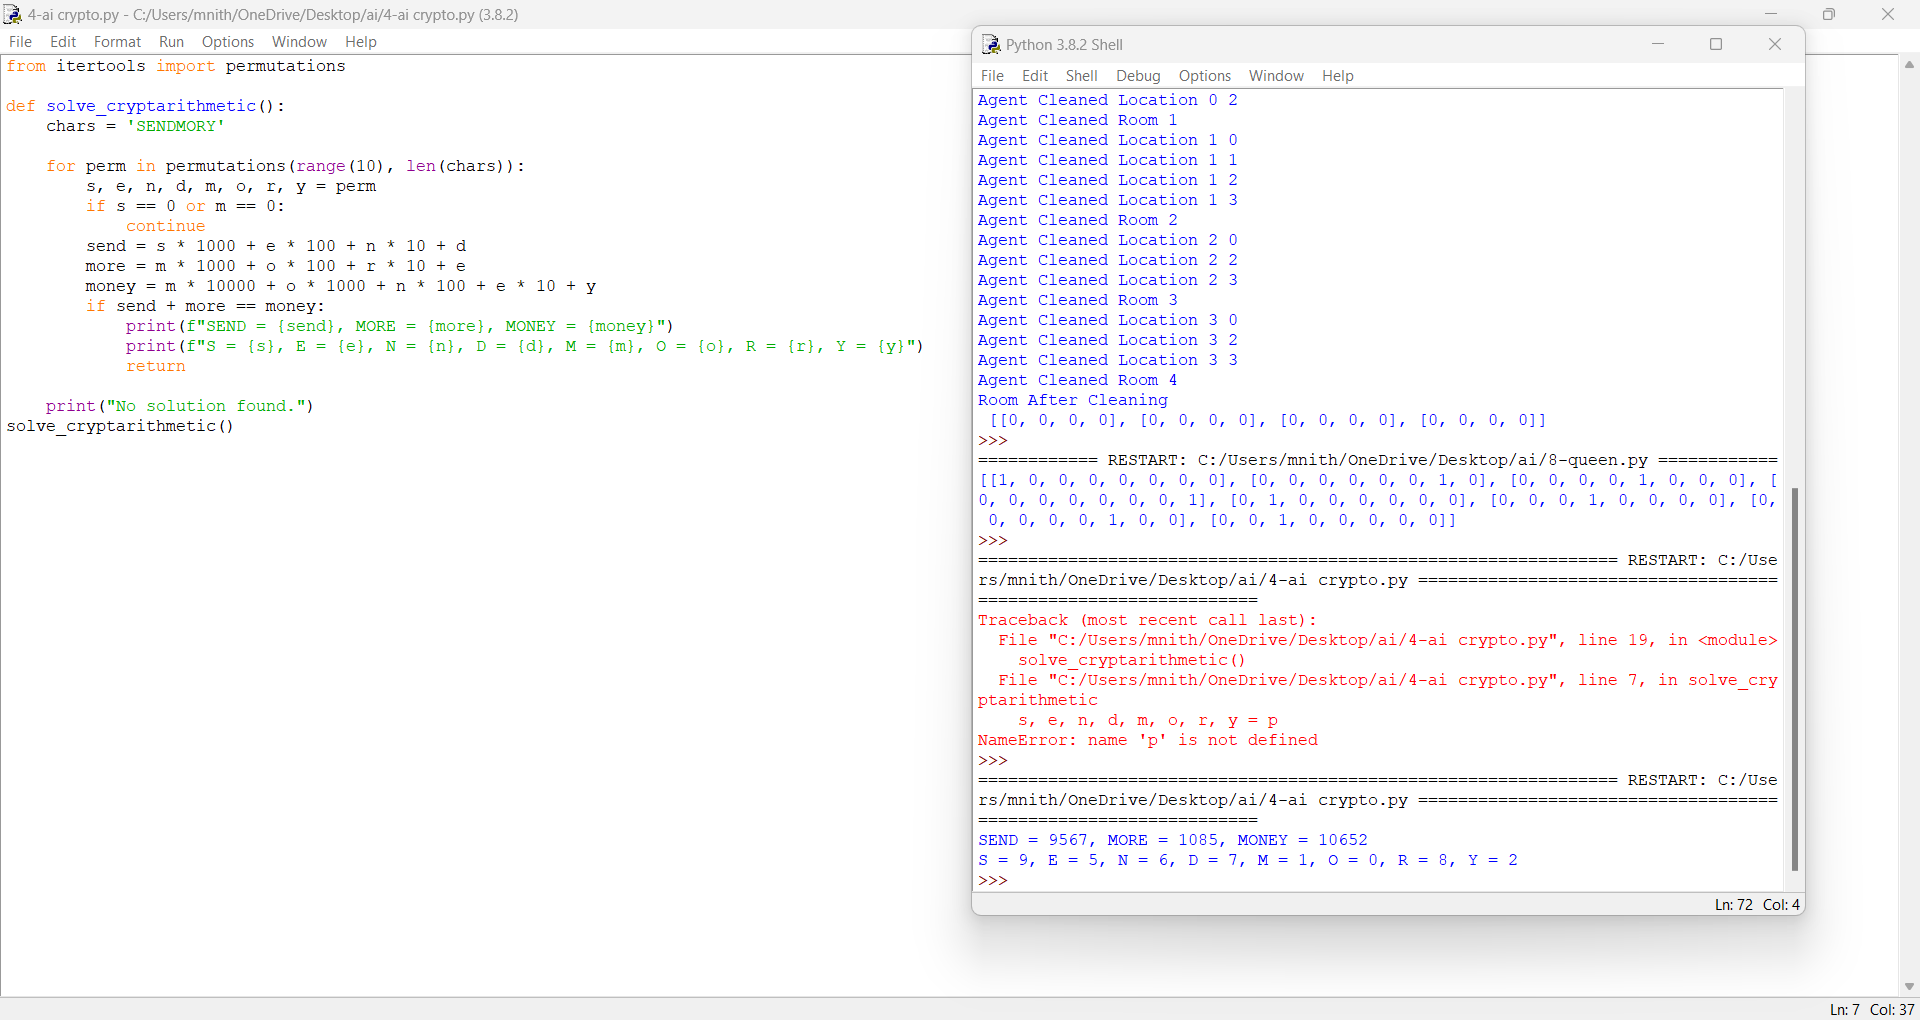 4-ai crypto.py - C:/Users/mnith/OneDrive/Desktop/ai/4-ai crypto.py (3.8.2)
File Edit Format Run Options Window Help
from itertools import permutations

def solve_cryptarithmetic():
    chars = 'SENDMORY'

    for perm in permutations(range(10), len(chars)):
        s, e, n, d, m, o, r, y = perm
        if s == 0 or m == 0:
            continue
        send = s * 1000 + e * 100 + n * 10 + d
        more = m * 1000 + o * 100 + r * 10 + e
        money = m * 10000 + o * 1000 + n * 100 + e * 10 + y
        if send + more == money:
            print(f"SEND = {send}, MORE = {more}, MONEY = {money}")
            print(f"S = {s}, E = {e}, N = {n}, D = {d}, M = {m}, O = {o}, R = {r}, Y = {y}")
            return

    print("No solution found.")
solve_cryptarithmetic()
Ln: 7 Col: 37
Python 3.8.2 Shell
File Edit Shell Debug Options Window Help
Agent Cleaned Location 0 2
Agent Cleaned Room 1
Agent Cleaned Location 1 0
Agent Cleaned Location 1 1
Agent Cleaned Location 1 2
Agent Cleaned Location 1 3
Agent Cleaned Room 2
Agent Cleaned Location 2 0
Agent Cleaned Location 2 2
Agent Cleaned Location 2 3
Agent Cleaned Room 3
Agent Cleaned Location 3 0
Agent Cleaned Location 3 2
Agent Cleaned Location 3 3
Agent Cleaned Room 4
Room After Cleaning
 [[0, 0, 0, 0], [0, 0, 0, 0], [0, 0, 0, 0], [0, 0, 0, 0]]
>>>
============ RESTART: C:/Users/mnith/OneDrive/Desktop/ai/8-queen.py ============
[[1, 0, 0, 0, 0, 0, 0, 0], [0, 0, 0, 0, 0, 0, 1, 0], [0, 0, 0, 0, 1, 0, 0, 0], [
0, 0, 0, 0, 0, 0, 0, 1], [0, 1, 0, 0, 0, 0, 0, 0], [0, 0, 0, 1, 0, 0, 0, 0], [0,
 0, 0, 0, 0, 1, 0, 0], [0, 0, 1, 0, 0, 0, 0, 0]]
>>>
================================================================ RESTART: C:/Use
rs/mnith/OneDrive/Desktop/ai/4-ai crypto.py ====================================
============================
Traceback (most recent call last):
  File "C:/Users/mnith/OneDrive/Desktop/ai/4-ai crypto.py", line 19, in <module>
    solve_cryptarithmetic()
  File "C:/Users/mnith/OneDrive/Desktop/ai/4-ai crypto.py", line 7, in solve_cry
ptarithmetic
    s, e, n, d, m, o, r, y = p
NameError: name 'p' is not defined
>>>
================================================================ RESTART: C:/Use
rs/mnith/OneDrive/Desktop/ai/4-ai crypto.py ====================================
============================
SEND = 9567, MORE = 1085, MONEY = 10652
S = 9, E = 5, N = 6, D = 7, M = 1, O = 0, R = 8, Y = 2
>>>
Ln: 72 Col: 4